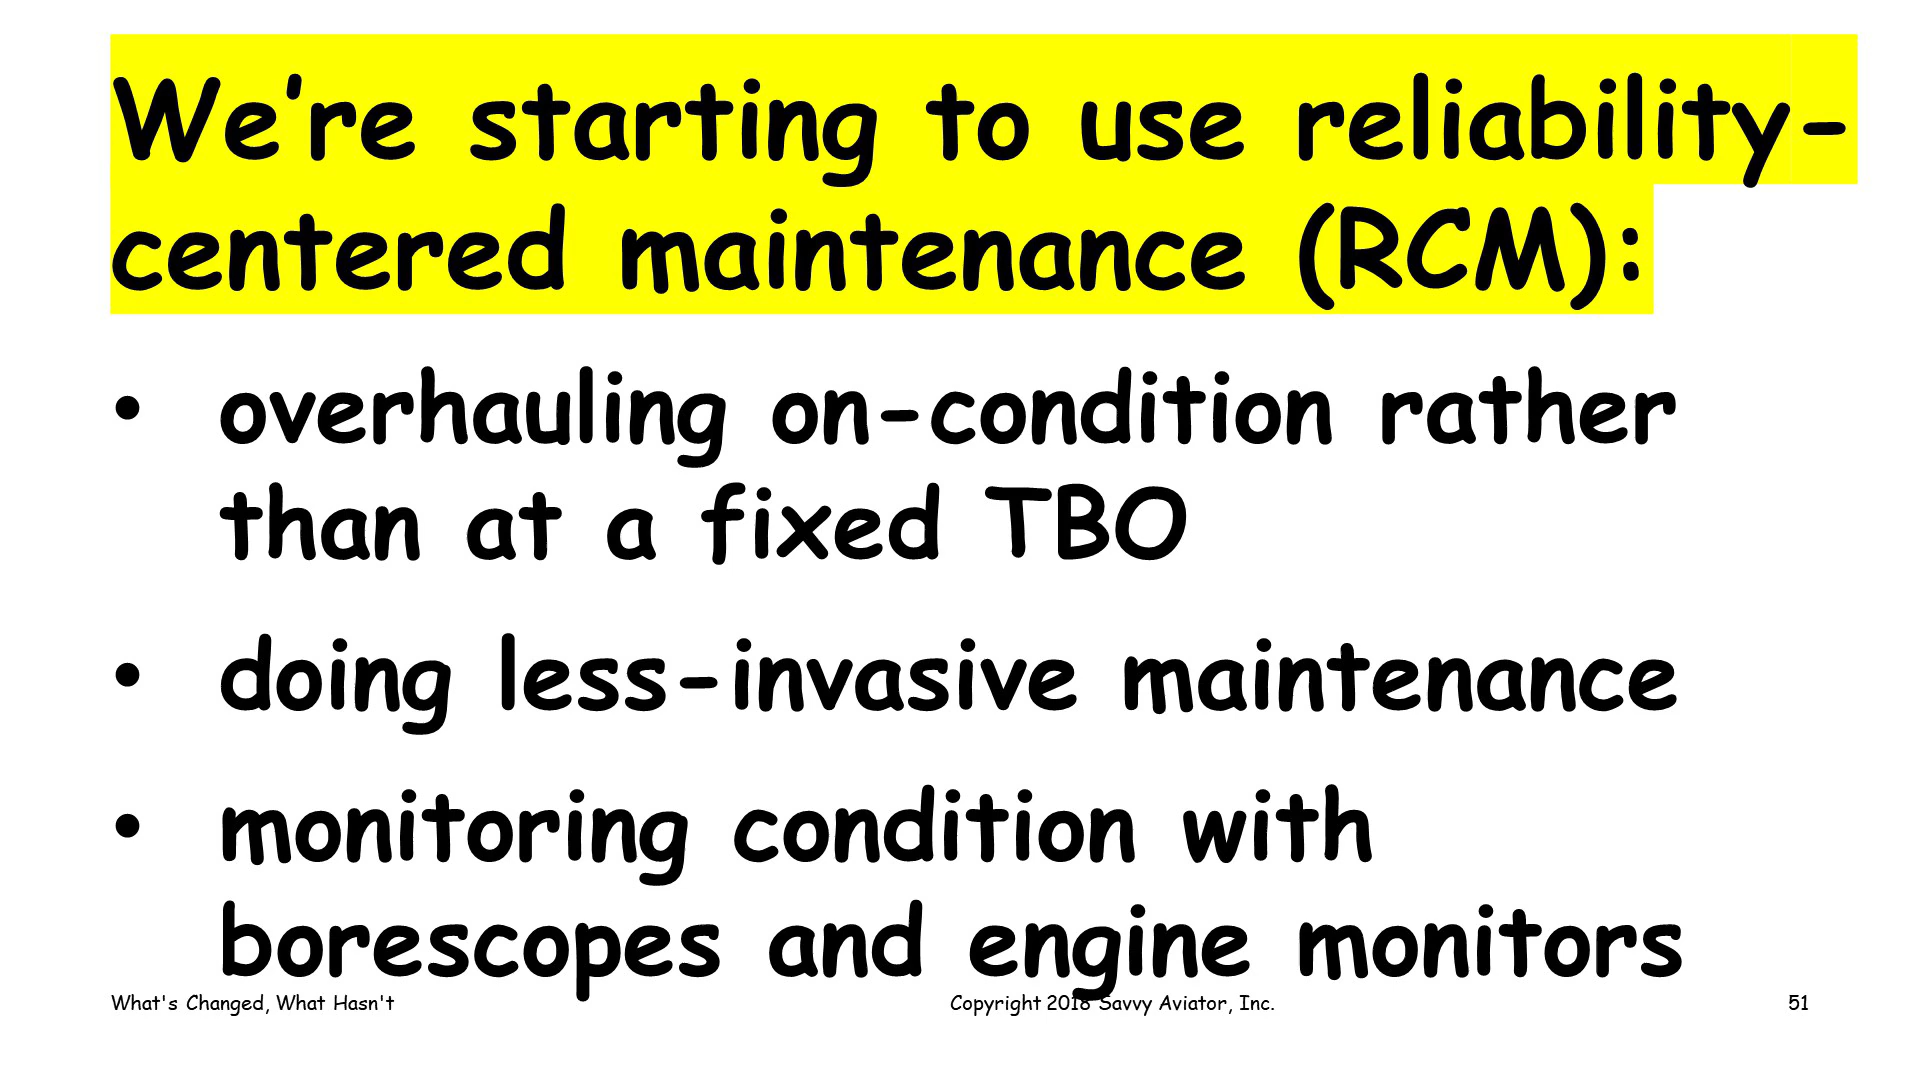 We’re starting to use reliability-
centered maintenance (RCM):
• overhauling on-condition rather
than at a fixed TBO
• doing less-invasive maintenance
• monitoring condition with
borescopes and engine monitors
What's Changed, What Hasn't Copyright 2018 Savvy Aviator, Inc. 51